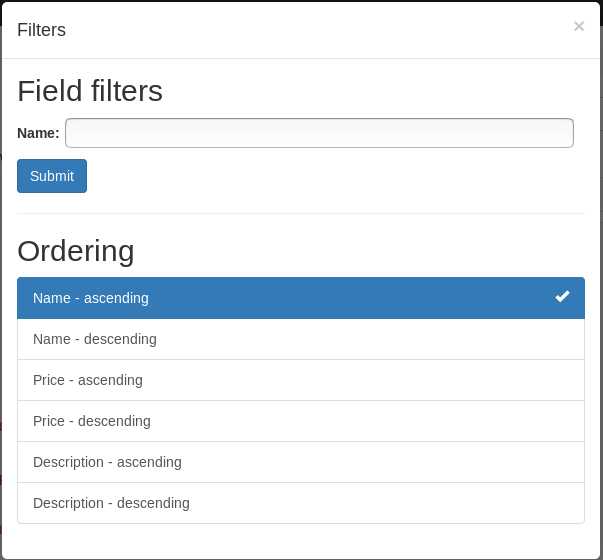 Filters
×
Field filters
Name:
Submit
Ordering
Name - ascending
Name - descending
Price - ascending
Price - descending
Description - ascending
Description - descending